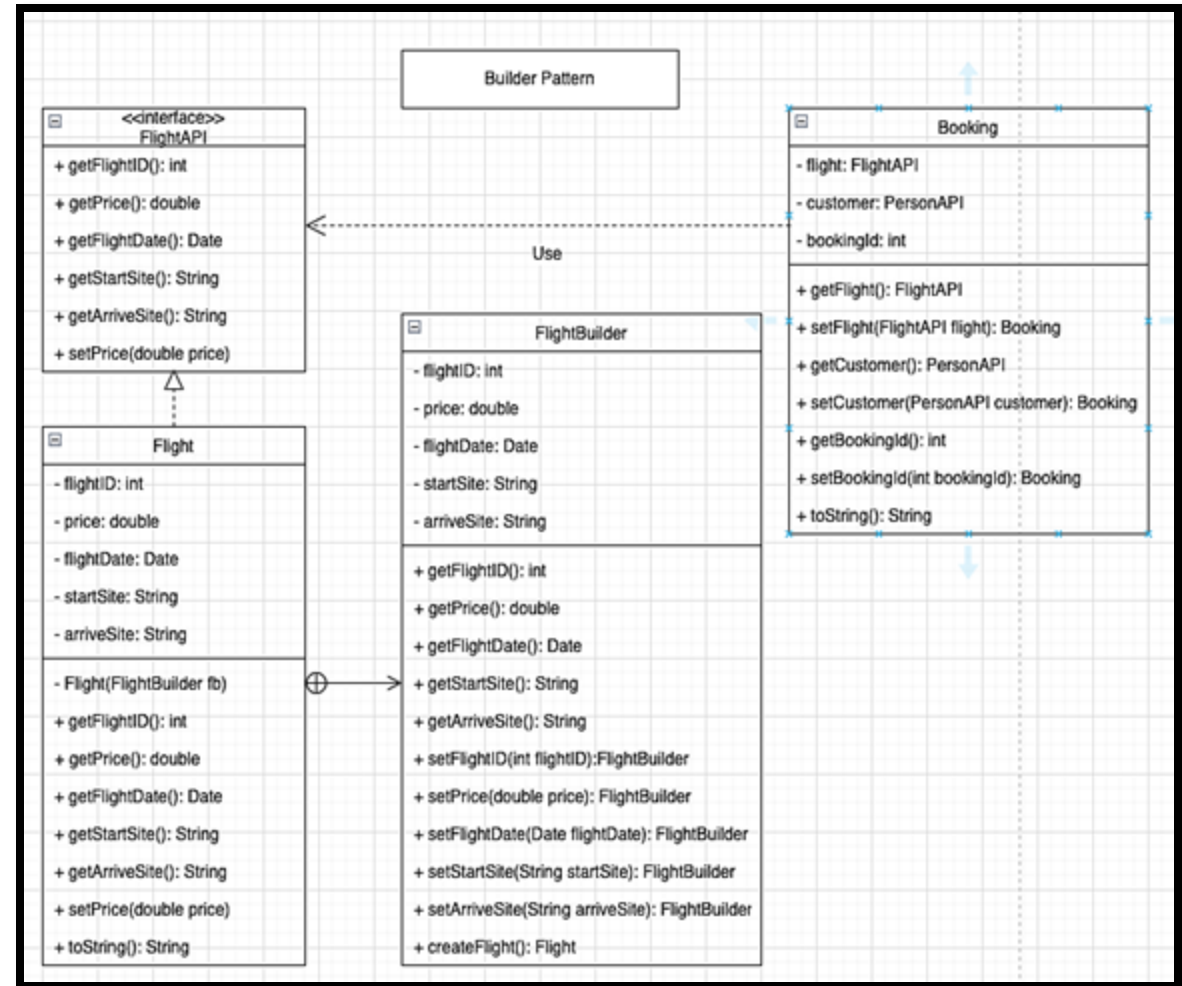 Builder Pattern
<<interface>>
FlightAPI
+ getFlightID(): int
+ getPrice(): double
+ getFlightDate(): Date
+ getStartSite(): String
+ getArriveSite(): String
+ setPrice(double price)
Use
Booking
- flight: FlightAPI
- customer: PersonAPI
- bookingId: int
+ getFlight(): FlightAPI
+ setFlight(FlightAPI flight): Booking
+ getCustomer(): PersonAPI
+ setCustomer(PersonAPI customer): Booking
+ getBookingId(): int
+ setBookingId(int bookingId): Booking
+ toString(): String
Flight
- flightID: int
- price: double
- flightDate: Date
- startSite: String
- arriveSite: String
- Flight(FlightBuilder fb)
+ getFlightID(): int
+ getPrice(): double
+ getFlightDate(): Date
+ getStartSite(): String
+ getArriveSite(): String
+ setPrice(double price)
+ toString(): String
FlightBuilder
- flightID: int
- price: double
- flightDate: Date
- startSite: String
- arriveSite: String
+ getFlightID(): int
+ getPrice(): double
+ getFlightDate(): Date
+ getStartSite(): String
+ getArriveSite(): String
+ setFlightID(int flightID):FlightBuilder
+ setPrice(double price): FlightBuilder
+ setFlightDate(Date flightDate): FlightBuilder
+ setStartSite(String startSite): FlightBuilder
+ setArriveSite(String arriveSite): FlightBuilder
+ createFlight(): Flight